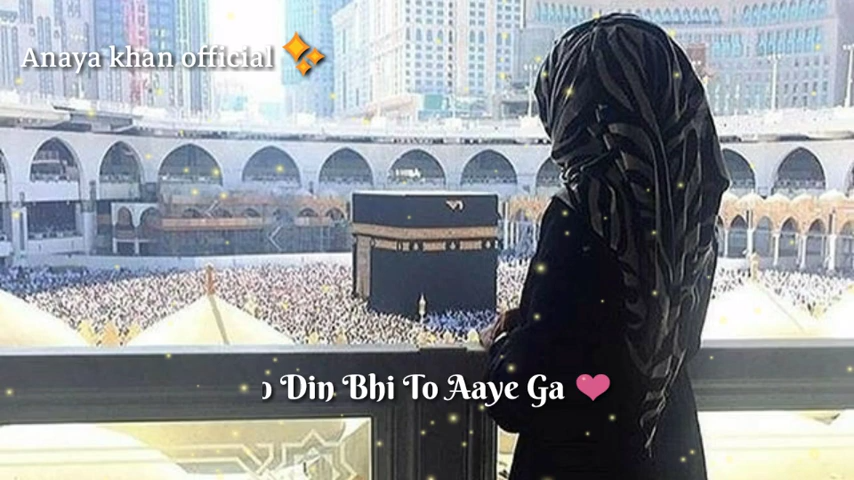 Anaya khan official ✨
Din Bhi To Aaye Ga ❤